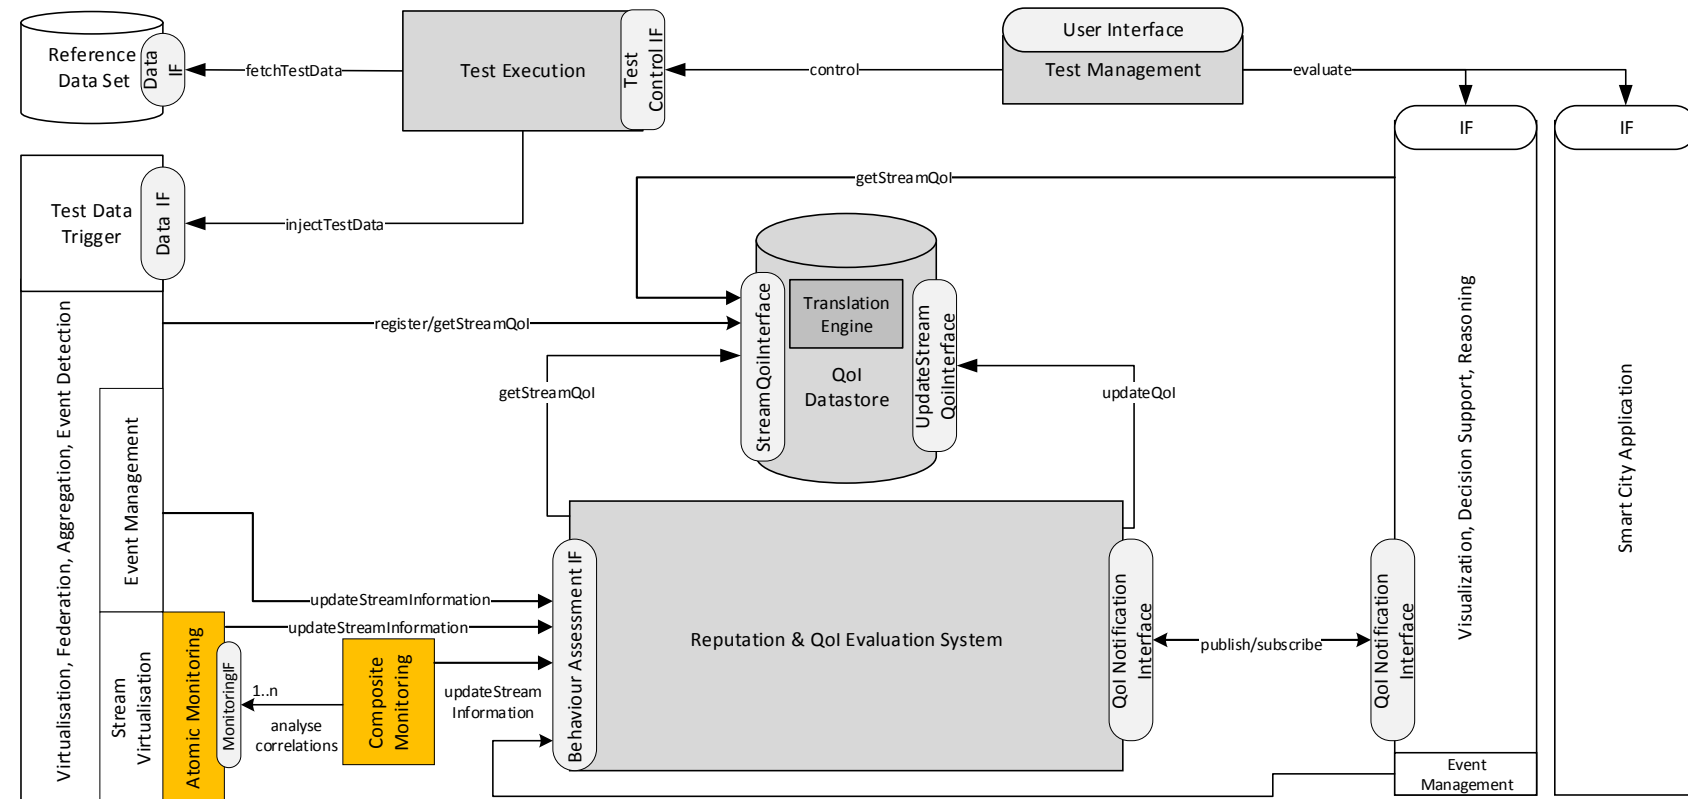 Reference
Data Set
Data
IF
fetchTestData
Test Execution
Test
Control IF
control
User Interface
Test Management
evaluate
IF
IF
Test Data
Trigger
Data IF
injectTestData
getStreamQoI
Translation
Engine
QoI
Datastore
StreamQoiInterface
UpdateStream
QoiInterface
register/getStreamQoI
getStreamQoI
updateQoI
Virtualisation, Federation, Aggregation, Event Detection
Event Management
Stream
Virtualisation
Atomic Monitoring
MonitoringIF
1..n
analyse
correlations
Composite
Monitoring
updateStreamInformation
updateStreamInformation
updateStream
Information
Behaviour Assessment IF
Reputation & QoI Evaluation System
QoI Notification
Interface
publish/subscribe
QoI Notification
Interface
Visualization, Decision Support, Reasoning
Event
Management
Smart City Application